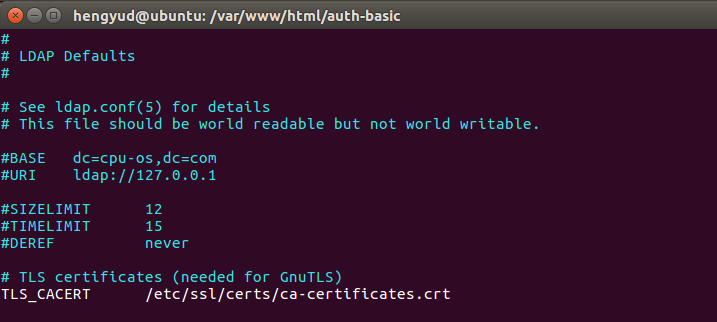 hengyud@ubuntu: /var/www/html/auth-basic
#
# LDAP Defaults
#
# See ldap.conf(5) for details
# This file should be world readable but not world writable.
#BASE   dc=cpu-os,dc=com
#URI    ldap://127.0.0.1
#SIZELIMIT      12
#TIMELIMIT      15
#DEREF          never
# TLS certificates (needed for GnuTLS)
TLS_CACERT      /etc/ssl/certs/ca-certificates.crt